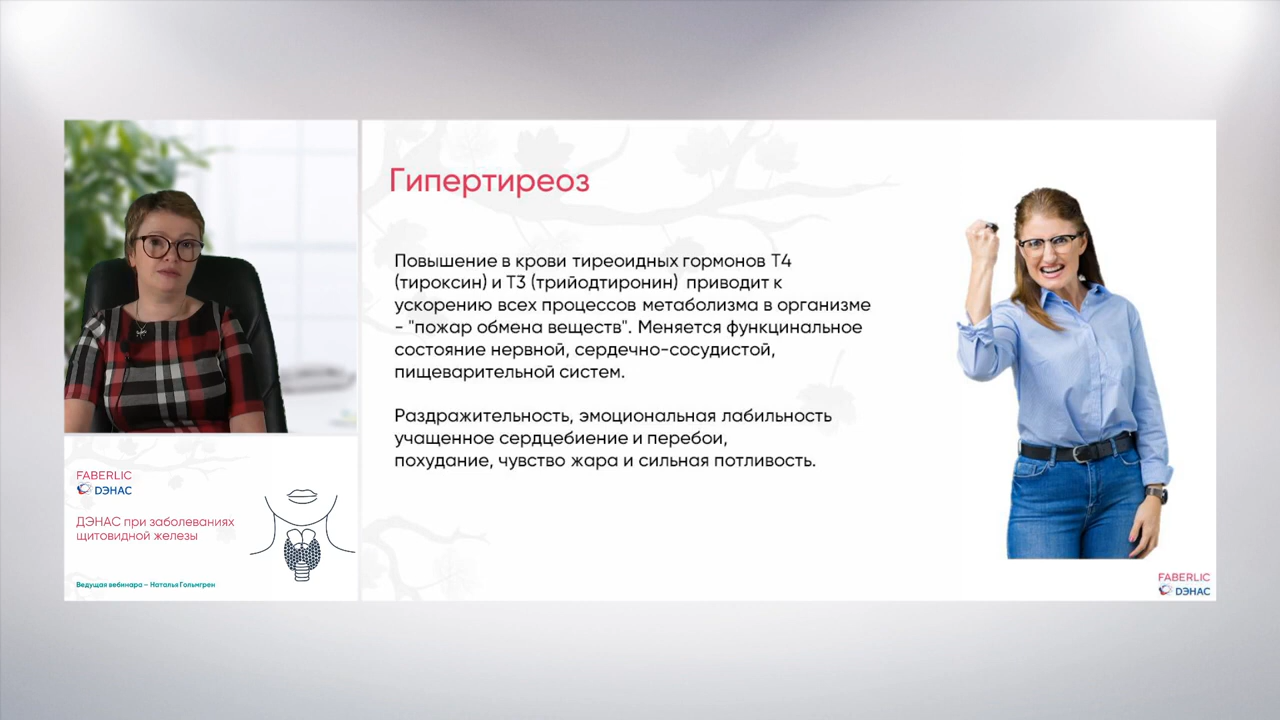 Гипертиреоз
Повышение в крови тиреоидных гормонов Т4
(тироксин) и Т3 (трийодтиронин) приводит к
ускорению всех процессов метаболизма в организме
- "пожар обмена веществ". Меняется функцинальное
состояние нервной, сердечно-сосудистой,
пищеварительной систем.
Раздражительность, эмоциональная лабильность
учащенное сердцебиение и перебои,
похудание, чувство жара и сильная потливость.
FABERLIC
ДЭНАС
ДЭНАС при заболеваниях
щитовидной железы
Ведущая вебинара – Наталья Гольмгрен
FABERLIC
ДЭНАС